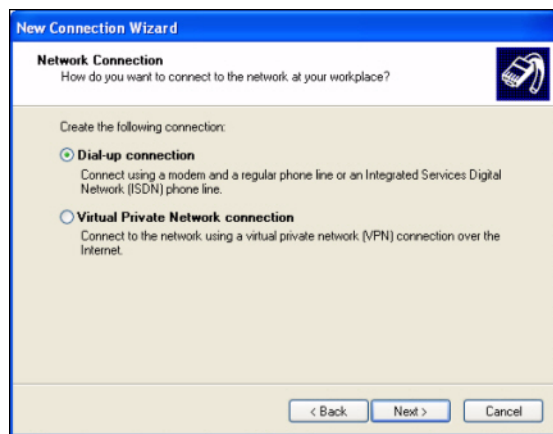 New Connection Wizard
Network Connection
How do you want to connect to the network at your workplace?
Create the following connection:
Dial-up connection
Connect using a modem and a regular phone line or an Integrated Services Digital
Network (ISDN) phone line.
Virtual Private Network connection
Connect to the network using a virtual private network (VPN) connection over the
Internet.
< Back Next > Cancel